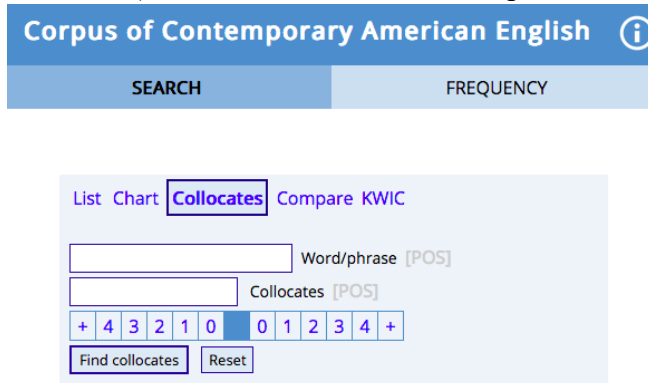 Corpus of Contemporary American English i
SEARCH FREQUENCY
List Chart Collocates Compare KWIC
Word/phrase [POS]
Collocates [POS]
+ 4 3 2 1 0 0 1 2 3 4 +
Find collocates Reset